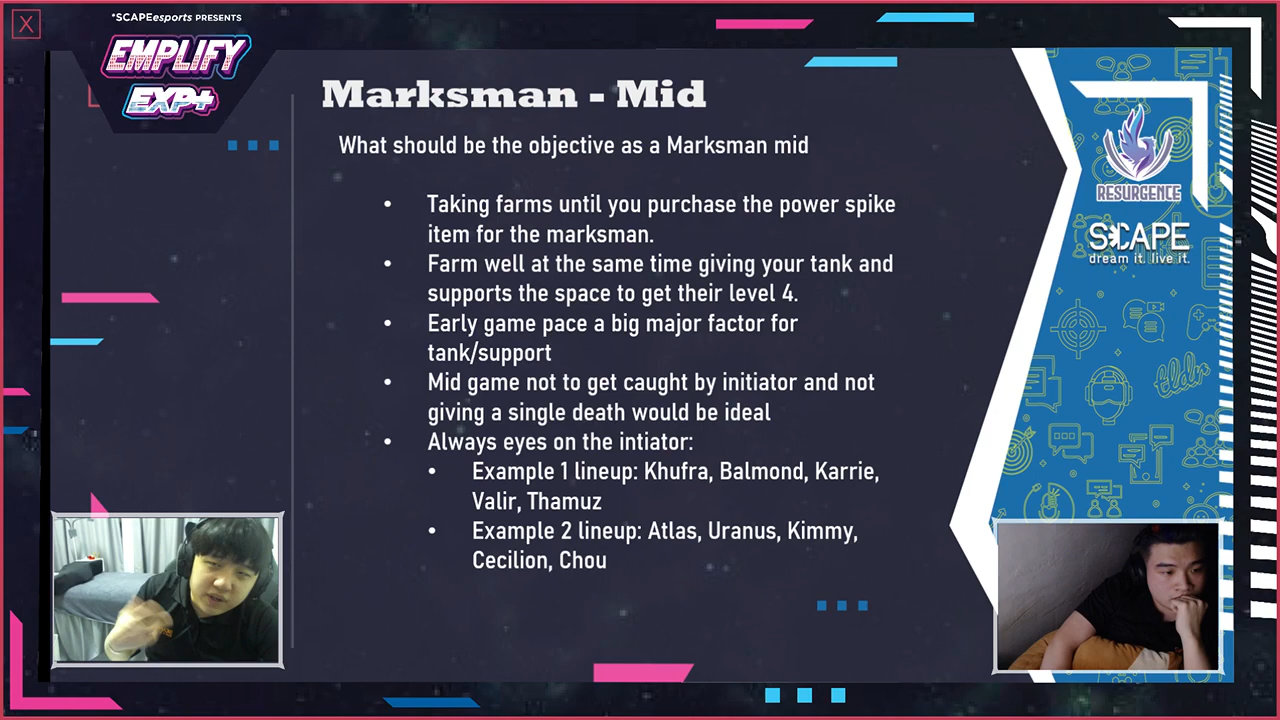 *SCAPEesports PRESENTS
EMPLIFY
EXP+
Marksman - Mid
What should be the objective as a Marksman mid
• Taking farms until you purchase the power spike
item for the marksman.
• Farm well at the same time giving your tank and
supports the space to get their level 4.
• Early game pace a big major factor for
tank/support
• Mid game not to get caught by initiator and not
giving a single death would be ideal
• Always eyes on the intiator:
• Example 1 lineup: Khufra, Balmond, Karrie,
Valir, Thamuz
• Example 2 lineup: Atlas, Uranus, Kimmy,
Cecilion, Chou
RESURGENCE
S*CAPE
dream it. live it.
tldr